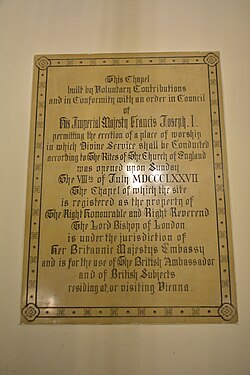 This Chapel
built by Voluntary Contributions
and in Conformity with an order in Council
of
His Imperial Majesty Francis Joseph. I.
permitting the erection of a place of worship
in which Divine Service shall be Conducted
according to The Rites of The Church of England
was opened upon Sunday
The VIIIth of July MDCCCLXXVII
The Chapel of which the site
is registered as the property of
The Right Honourable and Right Reverend
The Lord Bishop of London
is under the jurisdiction of
Her Britannic Majestys Embassy
and is for the use of The British Ambassador
and of British Subjects
residing at, or visiting Vienna.